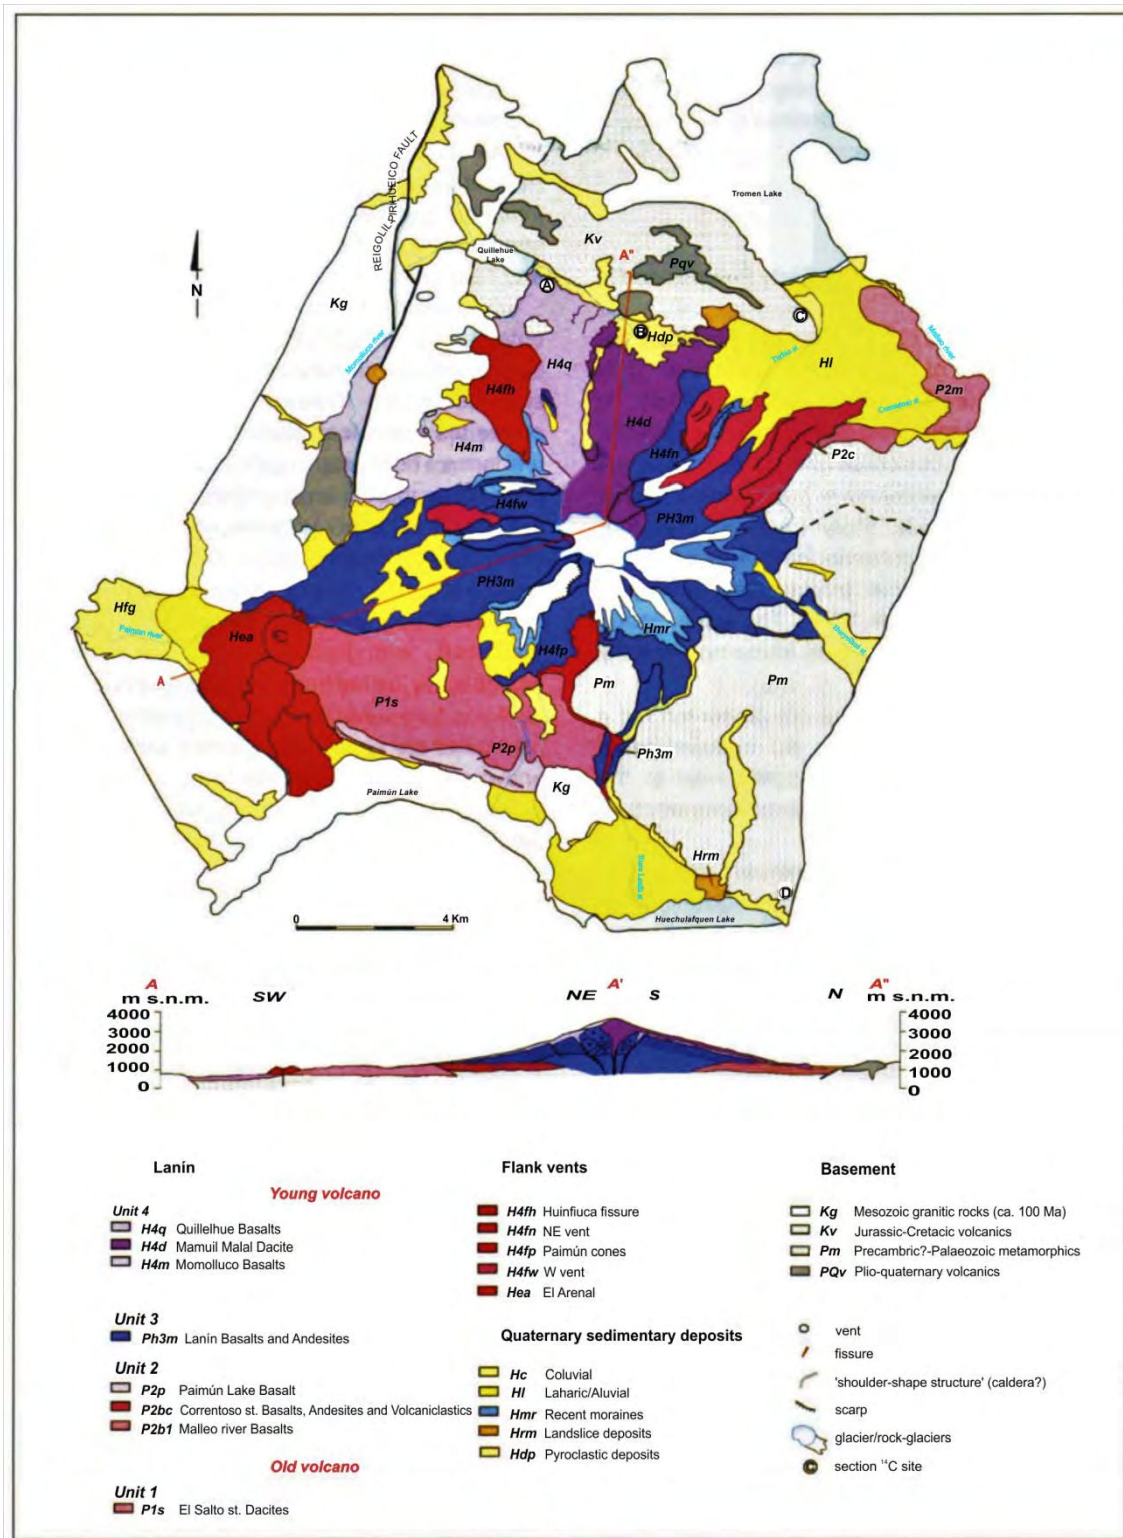 REIGOLIL-PIRIHUEICO FAULT
Tromen Lake
Kv
A"
Quillehue
Lake
Pqv
N
A
Kg
C
B
Hdp
Momolluco river
Malleo river
H4q
Hl
H4fh
P2m
H4d
H4m
H4fn
P2c
H4fw
PH3m
PH3m
Hfg
Paimún river
Hea
Hmr
H4fp
A
Pm
Pm
P1s
P2p
Ph3m
Kg
Paimún Lake
Hrm
D
0 4 Km
Huechulafquen Lake
A A' A"
m s.n.m. SW NE S N m s.n.m.
4000 4000
3000 3000
2000 2000
1000 1000
0 0
Lanín
Young volcano
Unit 4
H4q Quillelhue Basalts
H4d Mamuil Malal Dacite
H4m Momolluco Basalts
Unit 3
Ph3m Lanín Basalts and Andesites
Unit 2
P2p Paimún Lake Basalt
P2bc Correntoso st. Basalts, Andesites and Volcaniclastics
P2b1 Malleo river Basalts
Old volcano
Unit 1
P1s El Salto st. Dacites
Flank vents
H4fh Huinfiuca fissure
H4fn NE vent
H4fp Paimún cones
H4fw W vent
Hea El Arenal
Quaternary sedimentary deposits
Hc Coluvial
Hl Laharic/Aluvial
Hmr Recent moraines
Hrm Landslice deposits
Hdp Pyroclastic deposits
Basement
Kg Mesozoic granitic rocks (ca. 100 Ma)
Kv Jurassic-Cretacic volcanics
Pm Precambric?-Palaeozoic metamorphics
PQv Plio-quaternary volcanics
vent
fissure
'shoulder-shape structure' (caldera?)
scarp
glacier/rock-glaciers
C section ¹⁴C site